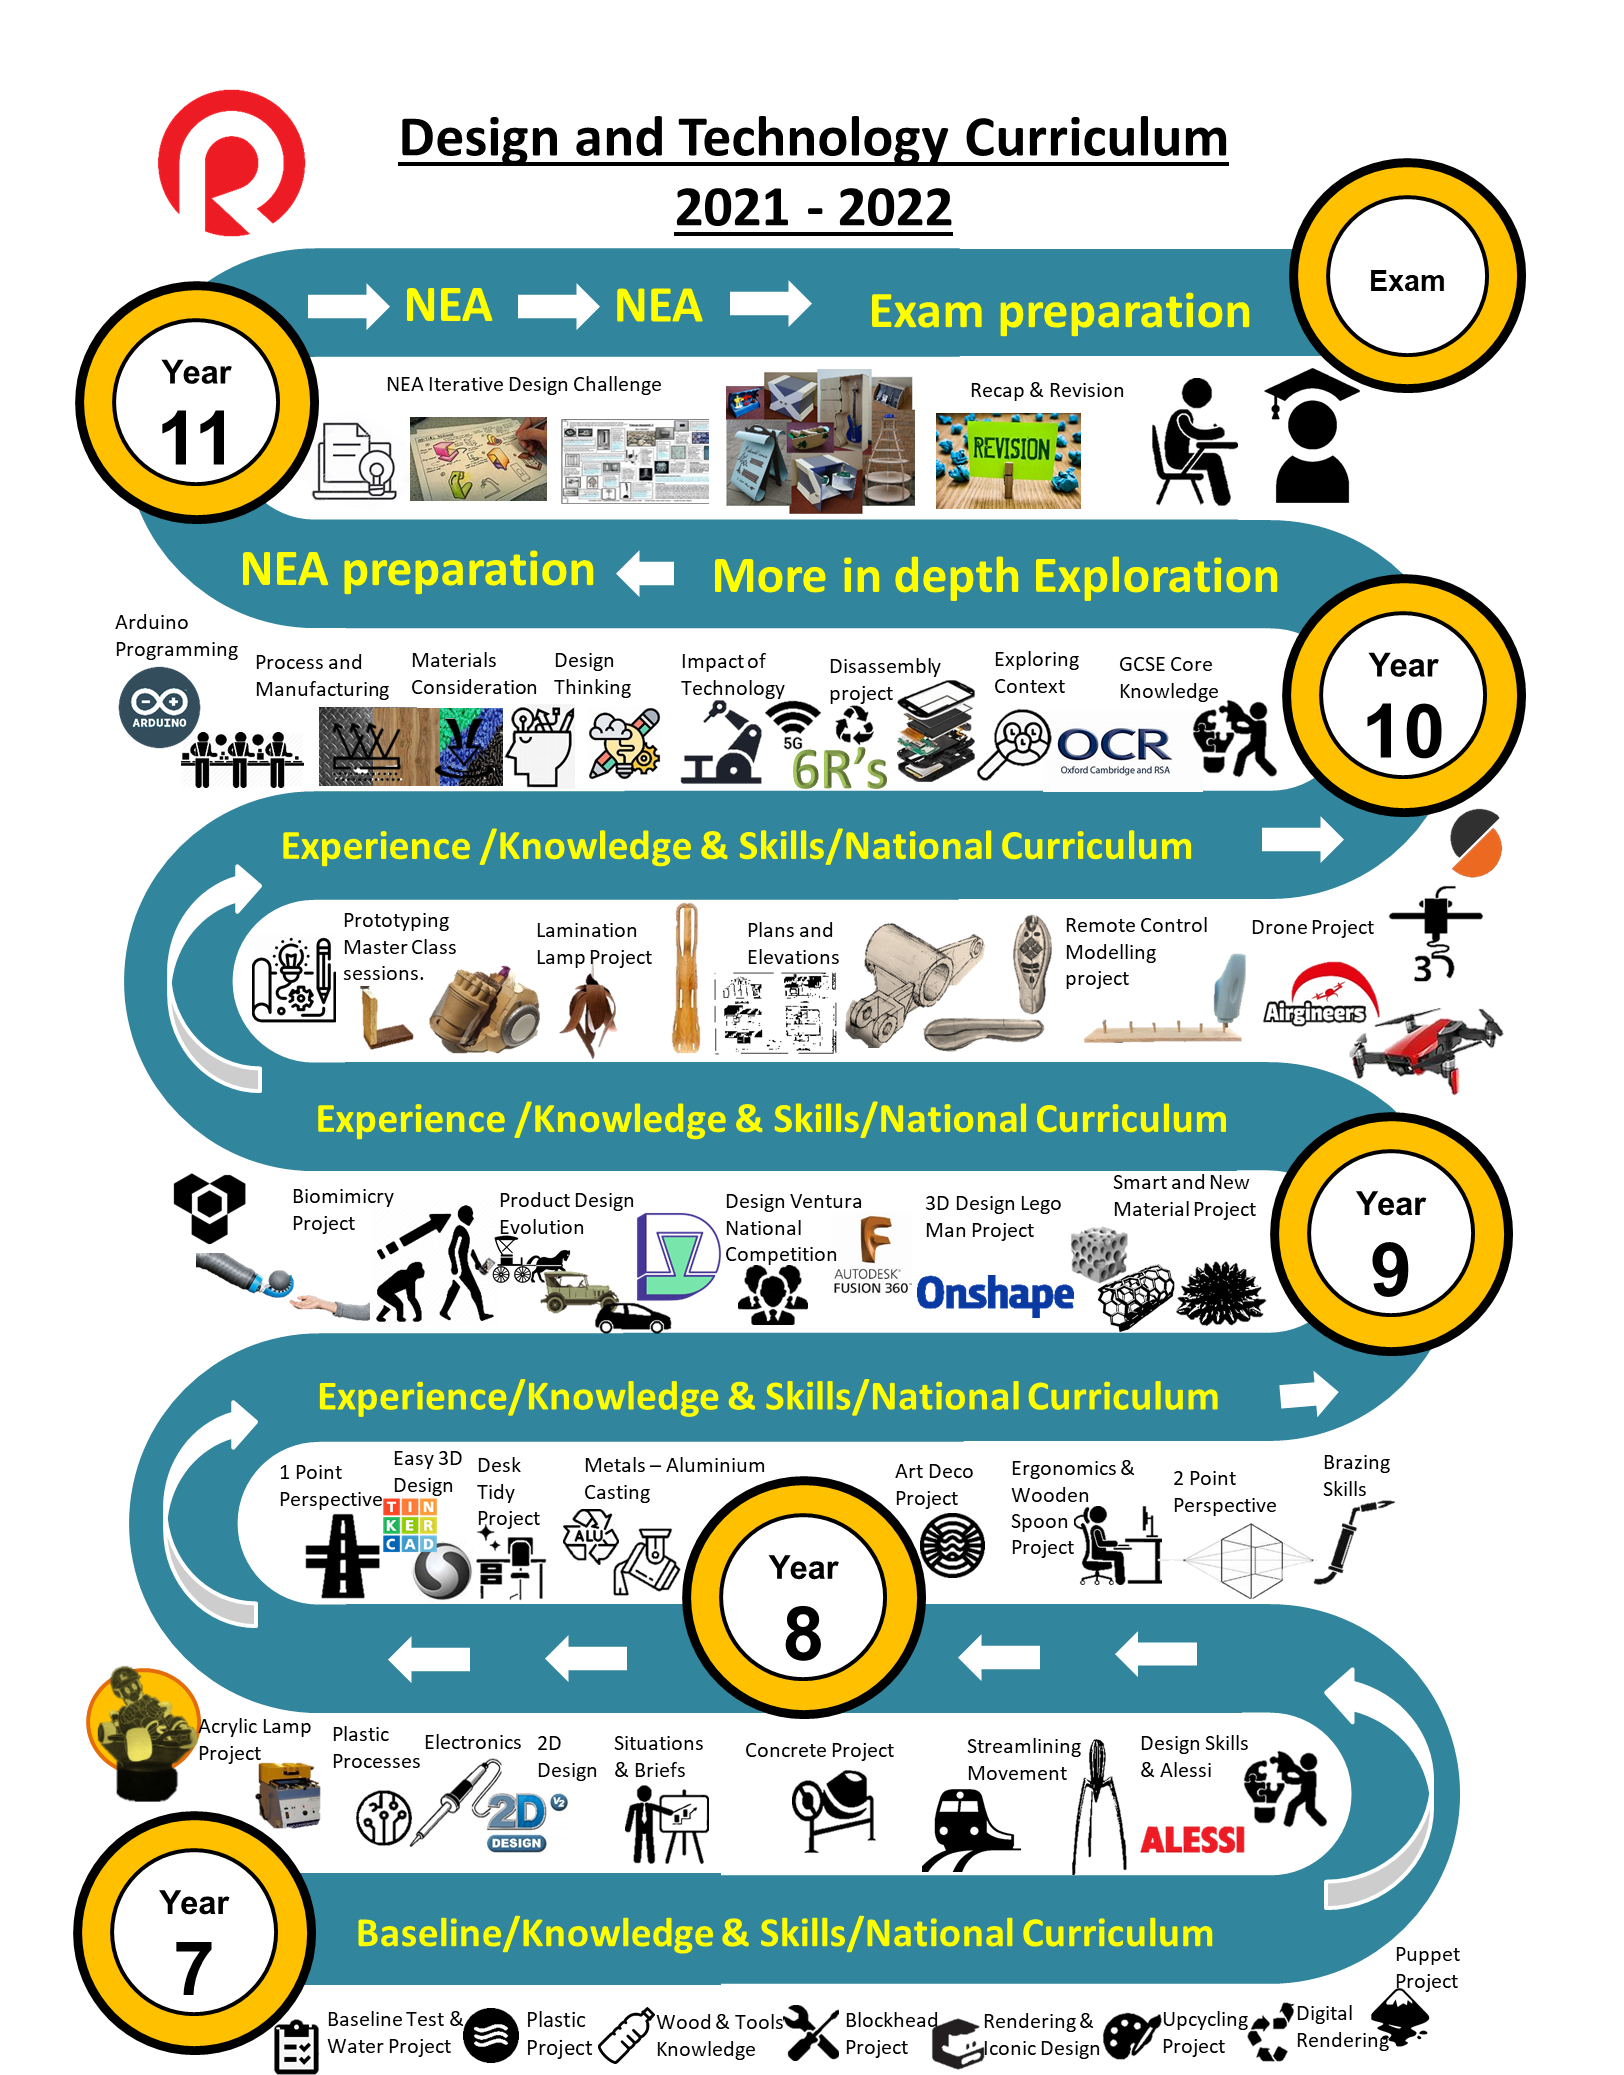 Design and Technology Curriculum
2021 - 2022
Exam
NEA
NEA
Exam preparation
Year
11
NEA Iterative Design Challenge
Recap & Revision
REVISION
NEA preparation
More in depth Exploration
Year
10
Arduino
Programming
ARDUINO
Process and
Manufacturing
Materials
Consideration
Design
Thinking
Impact of
Technology
5G
6R's
Disassembly
project
Exploring
Context
OCR
Oxford Cambridge and RSA
GCSE Core
Knowledge
Experience /Knowledge & Skills/National Curriculum
Prototyping
Master Class
sessions.
Lamination
Lamp Project
Plans and
Elevations
Remote Control
Modelling
project
Drone Project
3D
Airgineers
Experience /Knowledge & Skills/National Curriculum
Year
9
Biomimicry
Project
Product Design
Evolution
Design Ventura
National
Competition
AUTODESK®
FUSION 360™
3D Design Lego
Man Project
Onshape
Smart and New
Material Project
Experience/Knowledge & Skills/National Curriculum
1 Point
Perspective
Easy 3D
Design
TIN
KER
CAD
Desk
Tidy
Project
Metals – Aluminium
Casting
ALU
Year
8
Art Deco
Project
Ergonomics &
Wooden
Spoon
Project
2 Point
Perspective
Brazing
Skills
Acrylic Lamp
Project
Plastic
Processes
Electronics
2D
Design
2D V2
DESIGN
Situations
& Briefs
Concrete Project
Streamlining
Movement
Design Skills
& Alessi
ALESSI
Year
7
Baseline/Knowledge & Skills/National Curriculum
Puppet
Project
Baseline Test &
Water Project
Plastic
Project
Wood & Tools
Knowledge
Blockhead
Project
Rendering &
Iconic Design
Upcycling
Project
Digital
Rendering